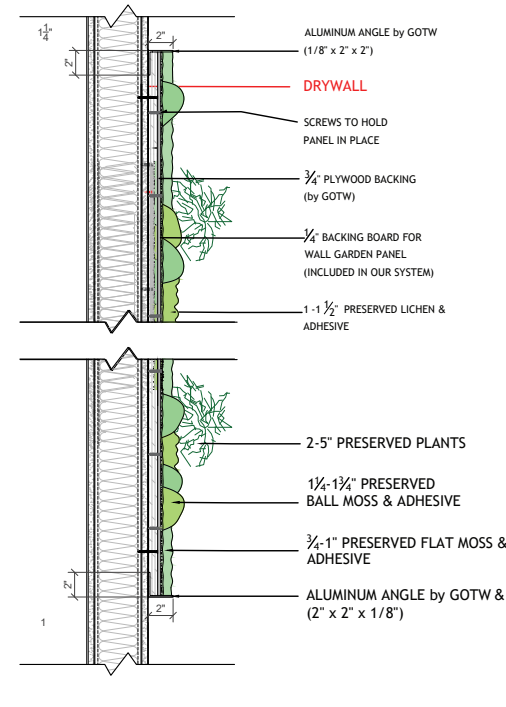 1¼"
2"
2"
ALUMINUM ANGLE by GOTW
(1/8" x 2" x 2")
DRYWALL
SCREWS TO HOLD
PANEL IN PLACE
¾" PLYWOOD BACKING
(by GOTW)
¼" BACKING BOARD FOR
WALL GARDEN PANEL
(INCLUDED IN OUR SYSTEM)
1 -1 ½" PRESERVED LICHEN &
ADHESIVE
2-5" PRESERVED PLANTS
1¼-1¾" PRESERVED
BALL MOSS & ADHESIVE
¾-1" PRESERVED FLAT MOSS &
ADHESIVE
2"
2"
1
ALUMINUM ANGLE by GOTW &
(2" x 2" x 1/8")